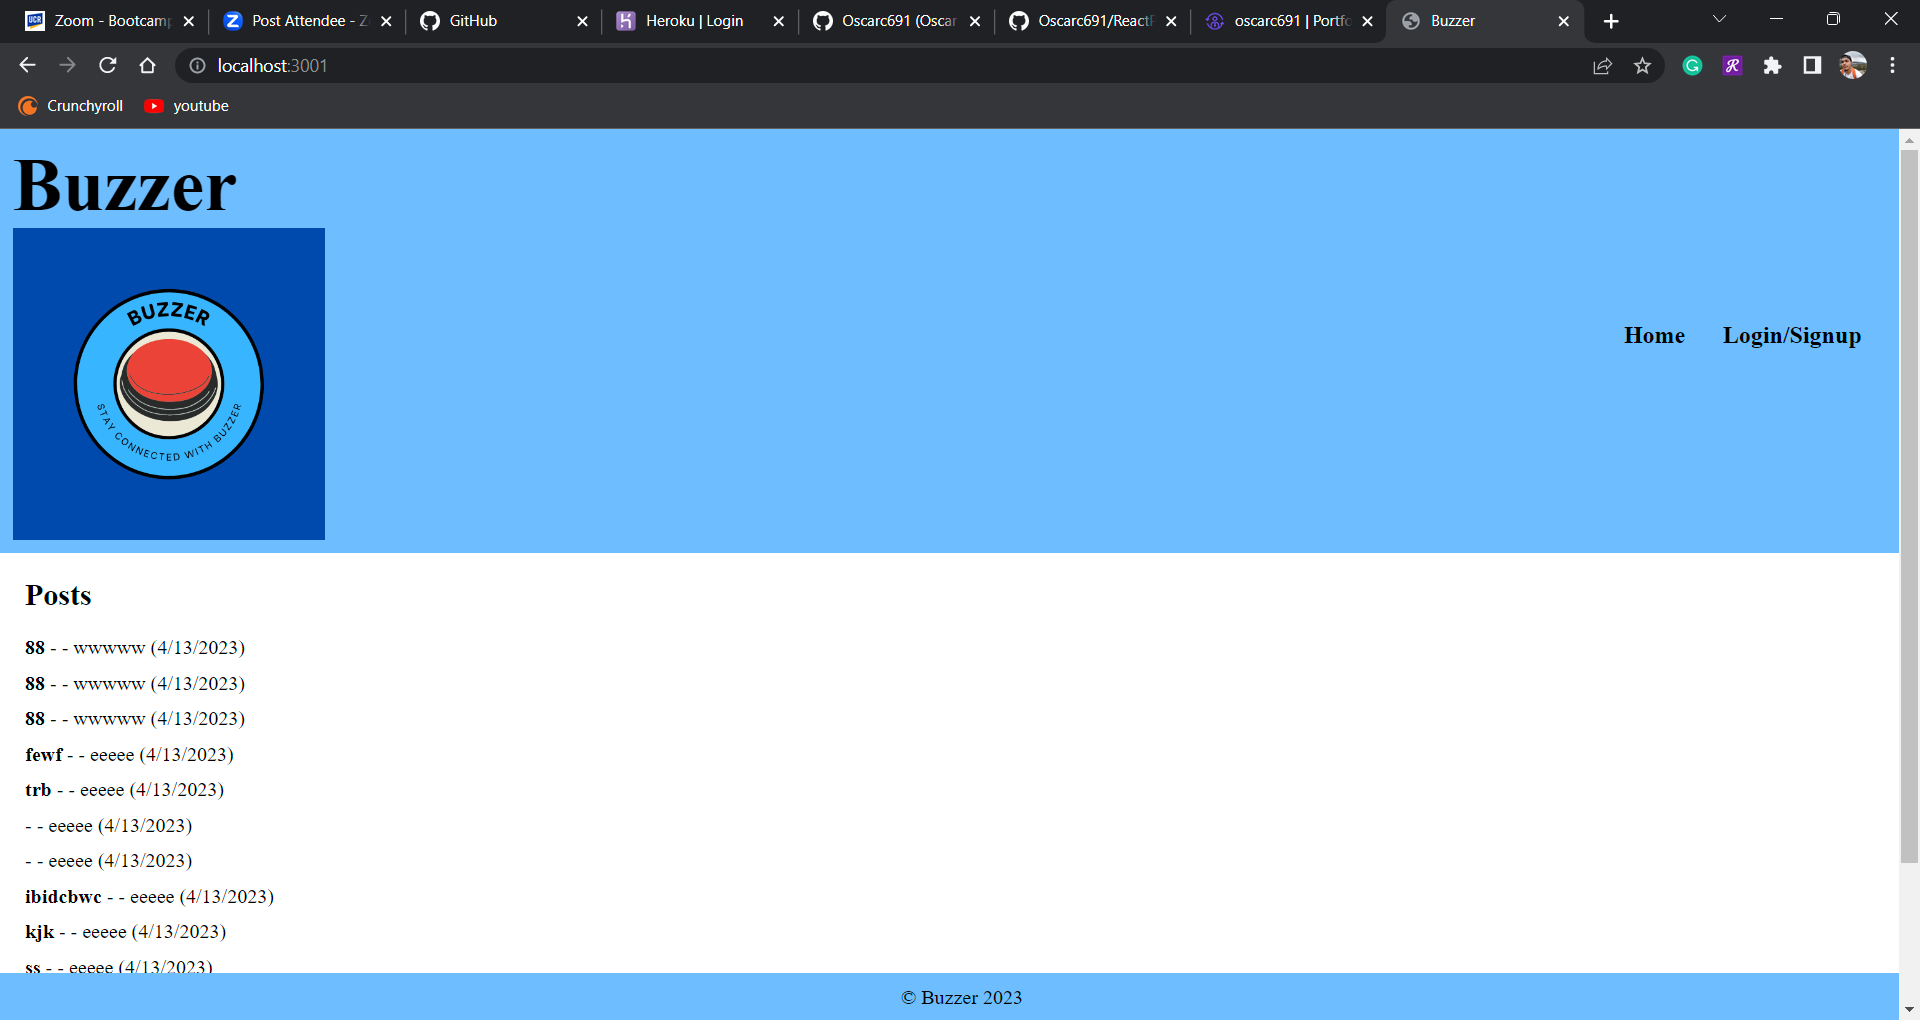 Zoom - Bootcamp
Post Attendee - Z
GitHub
Heroku | Login
Oscarc691 (Oscar
Oscarc691/React
oscarc691 | Portfo
Buzzer
localhost:3001
Crunchyroll
youtube
Buzzer
BUZZER
STAY CONNECTED WITH BUZZER
Home
Login/Signup
Posts
88 - - wwwww (4/13/2023)
88 - - wwwww (4/13/2023)
88 - - wwwww (4/13/2023)
fewf - - eeeee (4/13/2023)
trb - - eeeee (4/13/2023)
- - eeeee (4/13/2023)
- - eeeee (4/13/2023)
ibidcbwc - - eeeee (4/13/2023)
kjk - - eeeee (4/13/2023)
ss - - eeeee (4/13/2023)
© Buzzer 2023